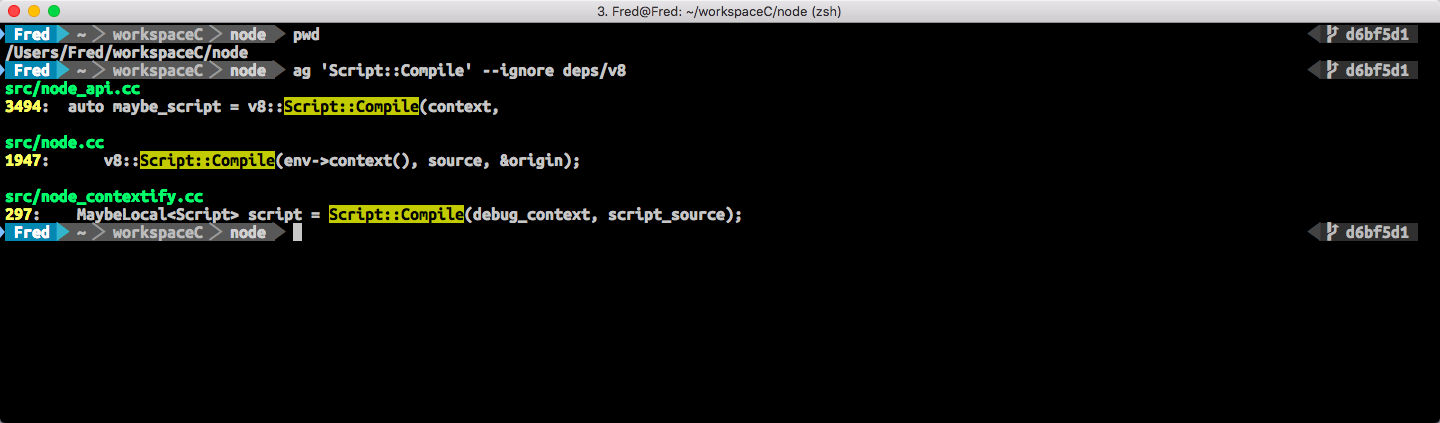 3. Fred@Fred: ~/workspaceC/node (zsh)
Fred ~ workspaceC node pwd d6bf5d1
/Users/Fred/workspaceC/node
Fred ~ workspaceC node ag 'Script::Compile' --ignore deps/v8 d6bf5d1
src/node_api.cc
3494:  auto maybe_script = v8::Script::Compile(context,
src/node.cc
1947:      v8::Script::Compile(env->context(), source, &origin);
src/node_contextify.cc
297:    MaybeLocal<Script> script = Script::Compile(debug_context, script_source);
Fred ~ workspaceC node d6bf5d1